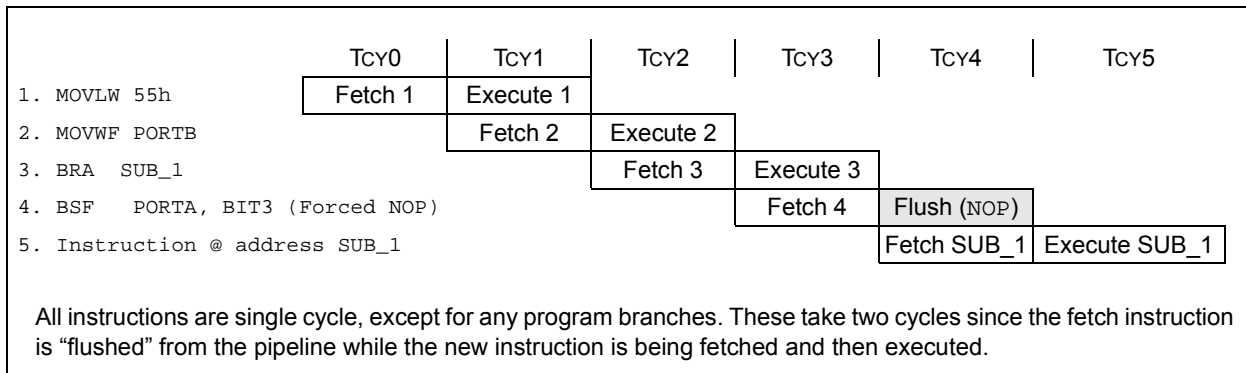 TCY0 TCY1 TCY2 TCY3 TCY4 TCY5
1. MOVLW 55h Fetch 1 Execute 1
2. MOVWF PORTB Fetch 2 Execute 2
3. BRA SUB_1 Fetch 3 Execute 3
4. BSF PORTA, BIT3 (Forced NOP) Fetch 4 Flush (NOP)
5. Instruction @ address SUB_1 Fetch SUB_1 Execute SUB_1
All instructions are single cycle, except for any program branches. These take two cycles since the fetch instruction
is “flushed” from the pipeline while the new instruction is being fetched and then executed.